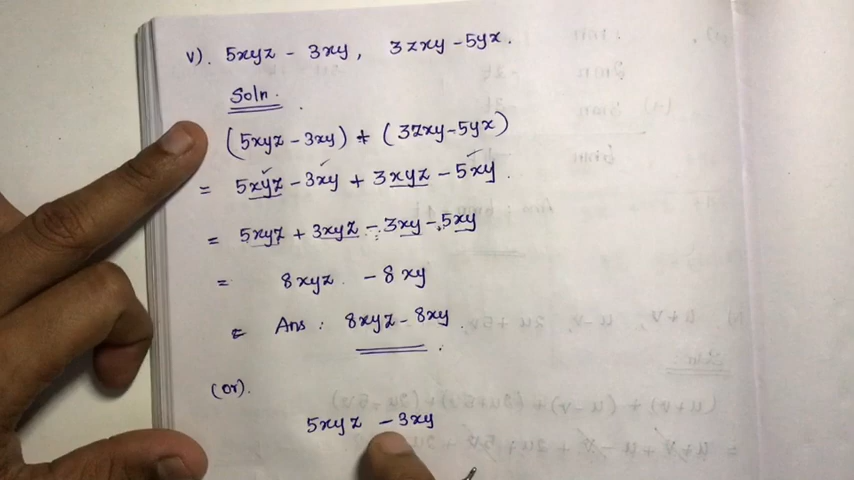 v). 5xyz - 3xy, 3zxy - 5yx.
Soln.
(5xyz - 3xy) + (3zxy - 5yx)
= 5xyz - 3xy + 3xyz - 5xy.
= 5xyz + 3xyz - 3xy - 5xy
= 8xyz - 8xy
= Ans: 8xyz - 8xy.
(or).
5xyz - 3xy